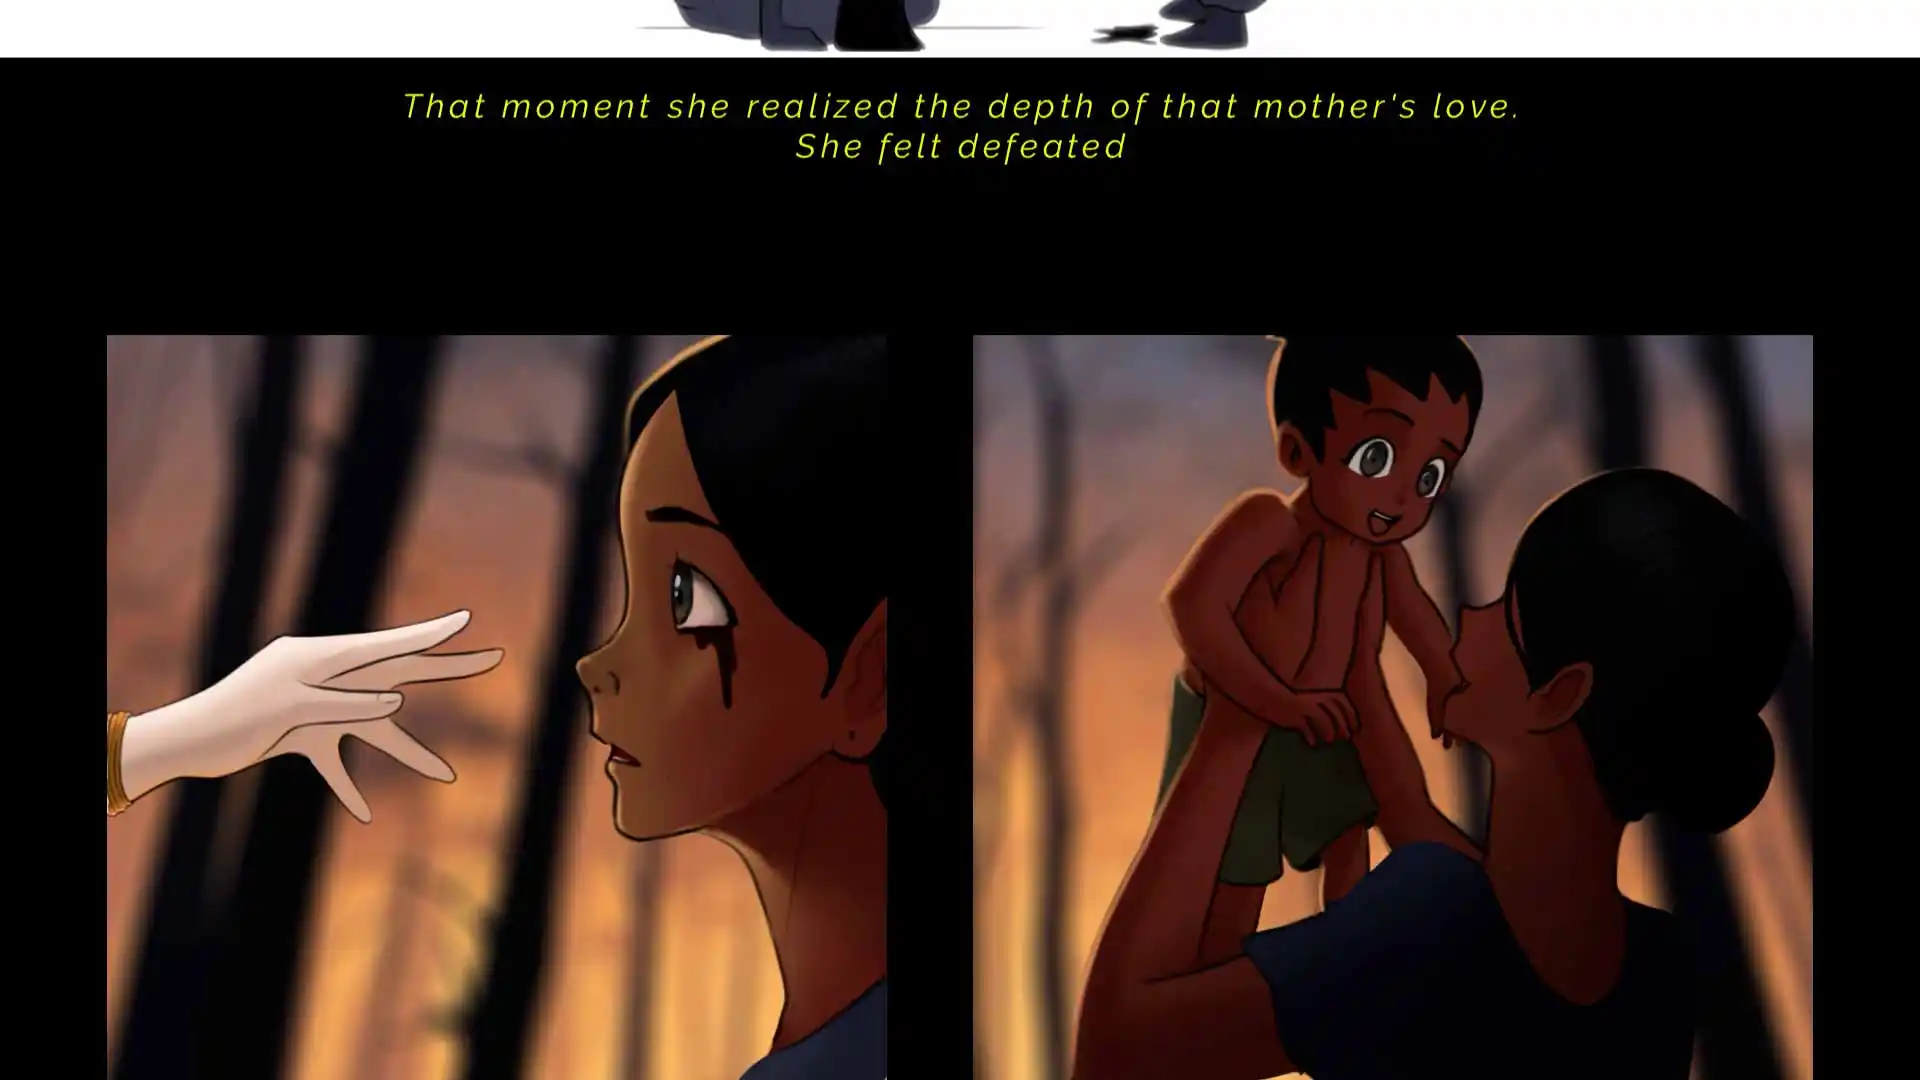 That moment she realized the depth of that mother's love.
She felt defeated